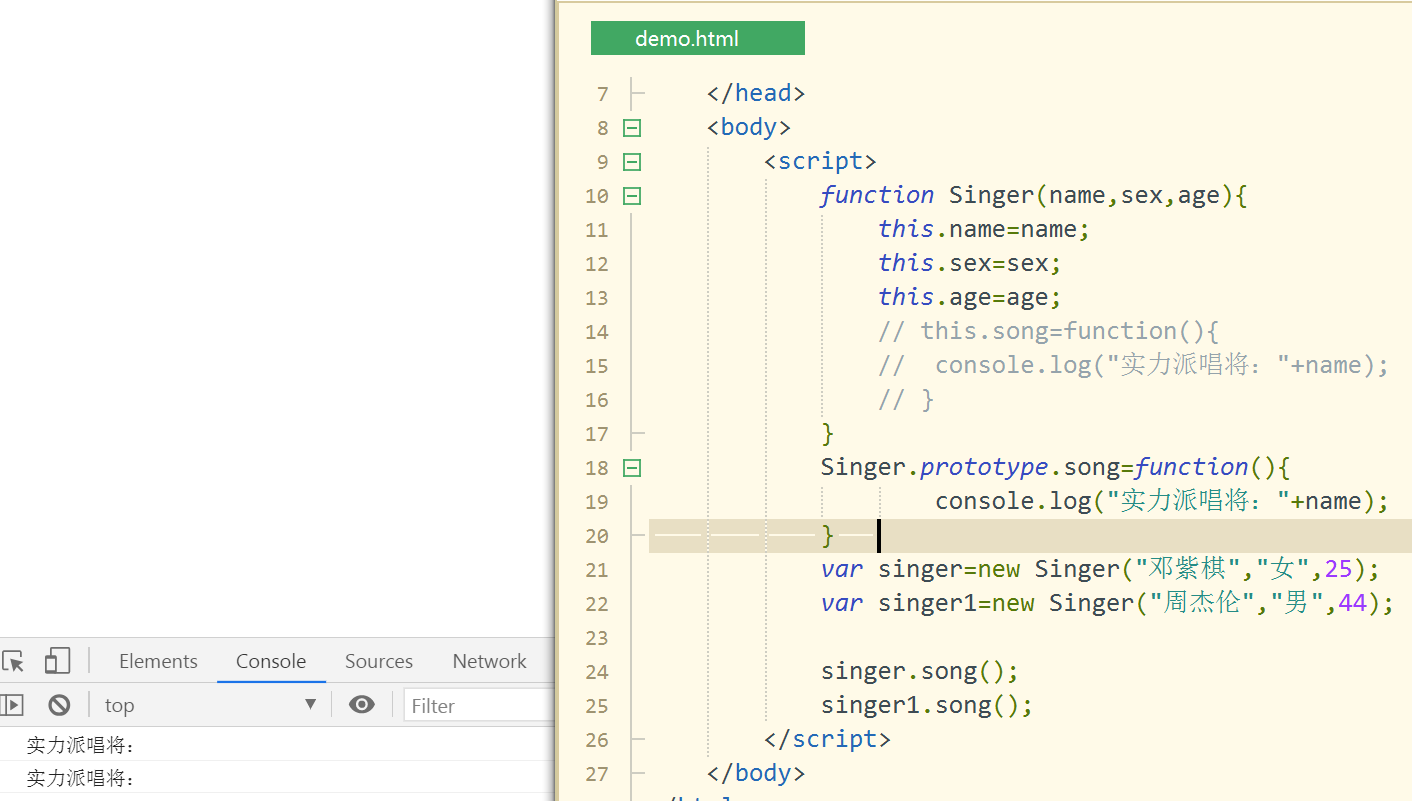 demo.html
7 </head>
8 <body>
9 <script>
10 function Singer(name,sex,age){
11 this.name=name;
12 this.sex=sex;
13 this.age=age;
14 // this.song=function(){
15 //  console.log("实力派唱将："+name);
16 // }
17 }
18 Singer.prototype.song=function(){
19 console.log("实力派唱将："+name);
20 }
21 var singer=new Singer("邓紫棋","女",25);
22 var singer1=new Singer("周杰伦","男",44);
23
24 singer.song();
25 singer1.song();
26 </script>
27 </body>
Elements Console Sources Network
top Filter
实力派唱将：
实力派唱将：